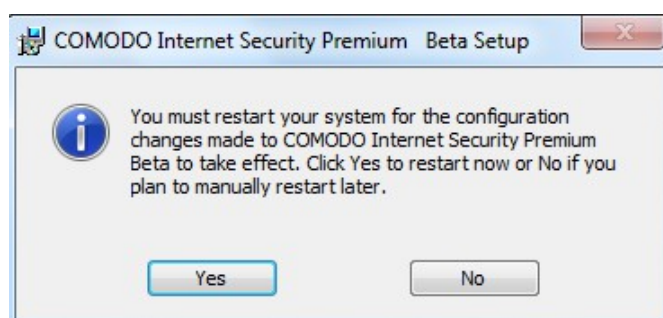 COMODO Internet Security Premium Beta Setup
You must restart your system for the configuration
changes made to COMODO Internet Security Premium
Beta to take effect. Click Yes to restart now or No if you
plan to manually restart later.
Yes
No